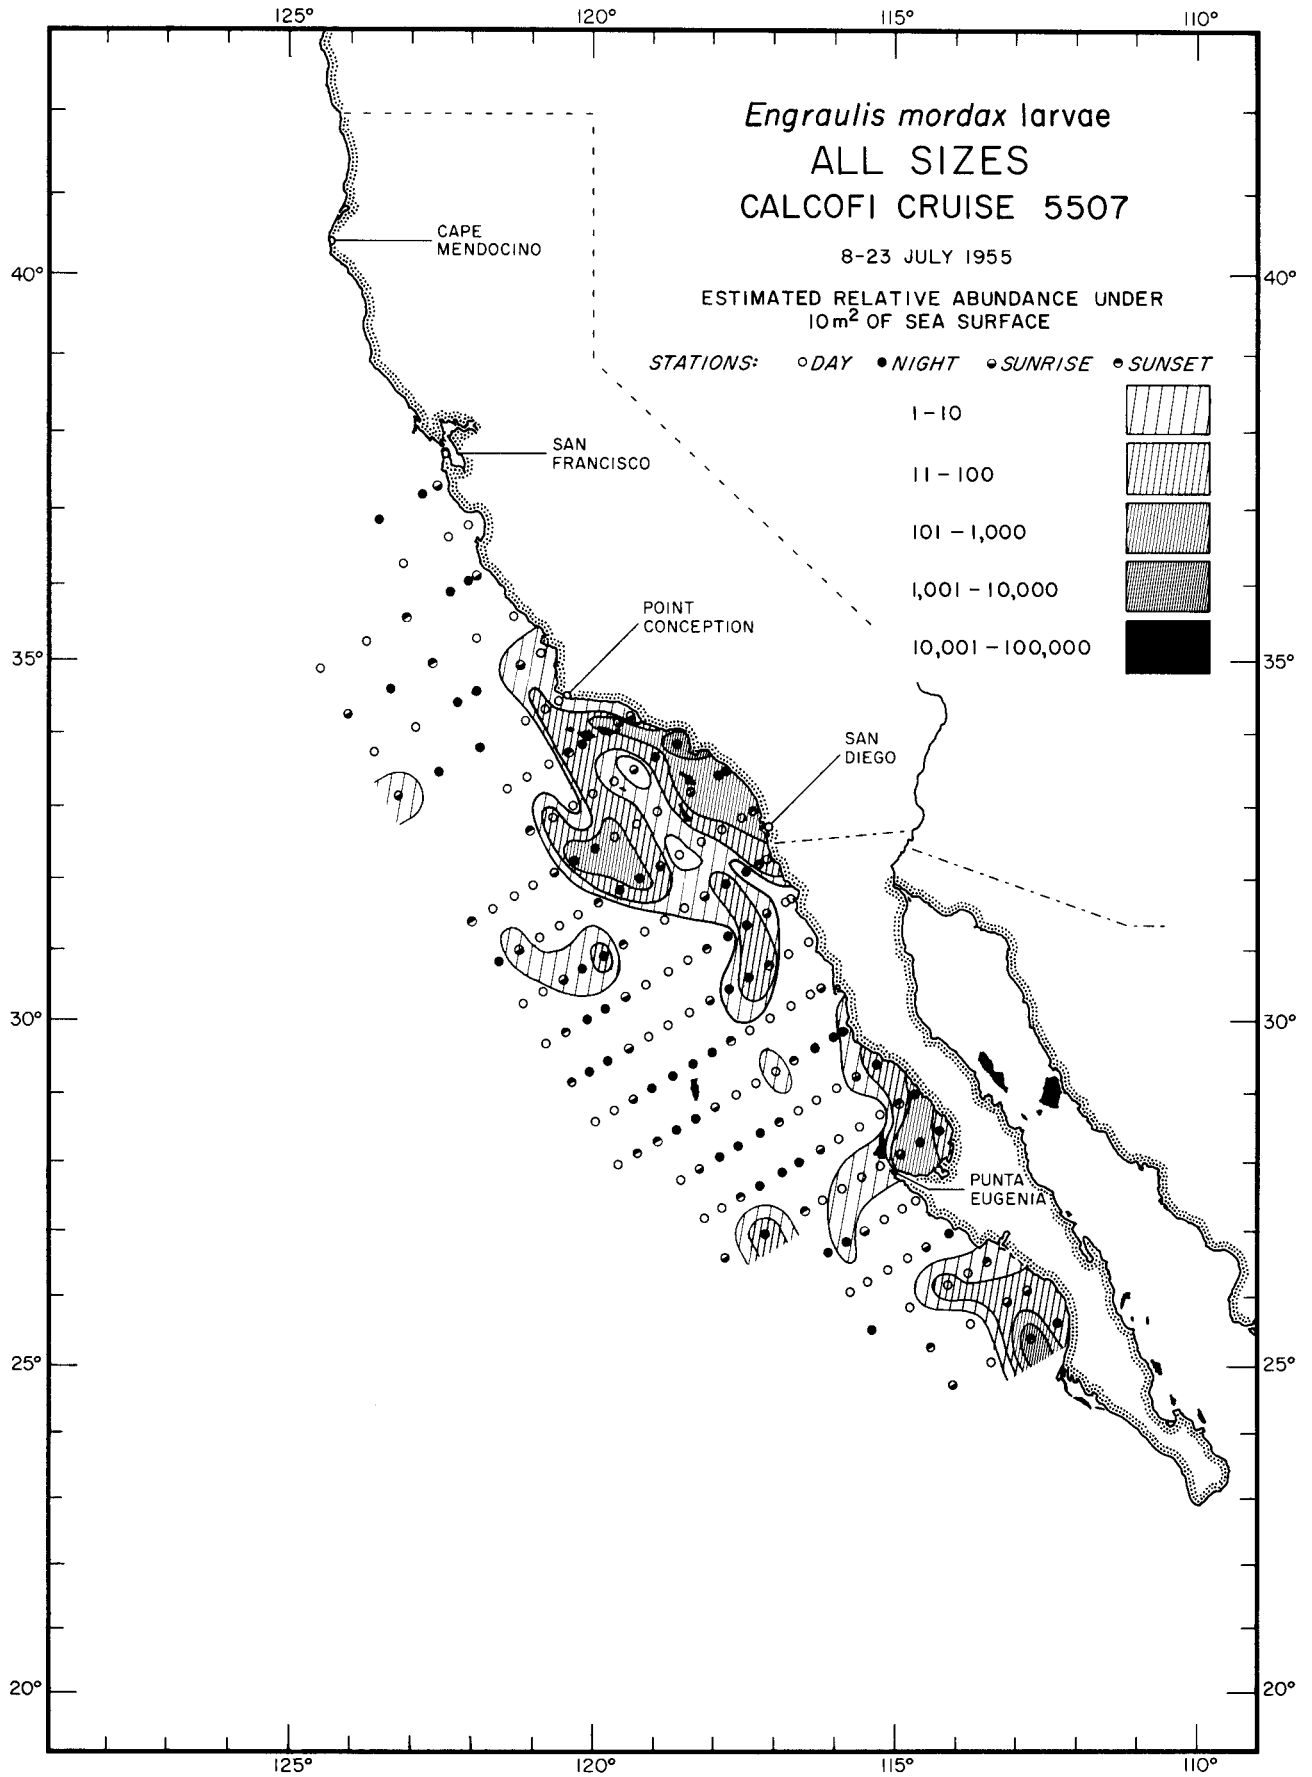 125° 120° 115° 110°
Engraulis mordax larvae
ALL SIZES
CALCOFI CRUISE 5507
8-23 JULY 1955
ESTIMATED RELATIVE ABUNDANCE UNDER
10m² OF SEA SURFACE
STATIONS: DAY NIGHT SUNRISE SUNSET
1-10
11-100
101-1,000
1,001-10,000
10,001-100,000
CAPE
MENDOCINO
40° 40°
SAN
FRANCISCO
POINT
CONCEPTION
35° 35°
SAN
DIEGO
30° 30°
PUNTA
EUGENIA
25° 25°
20° 20°
125° 120° 115° 110°